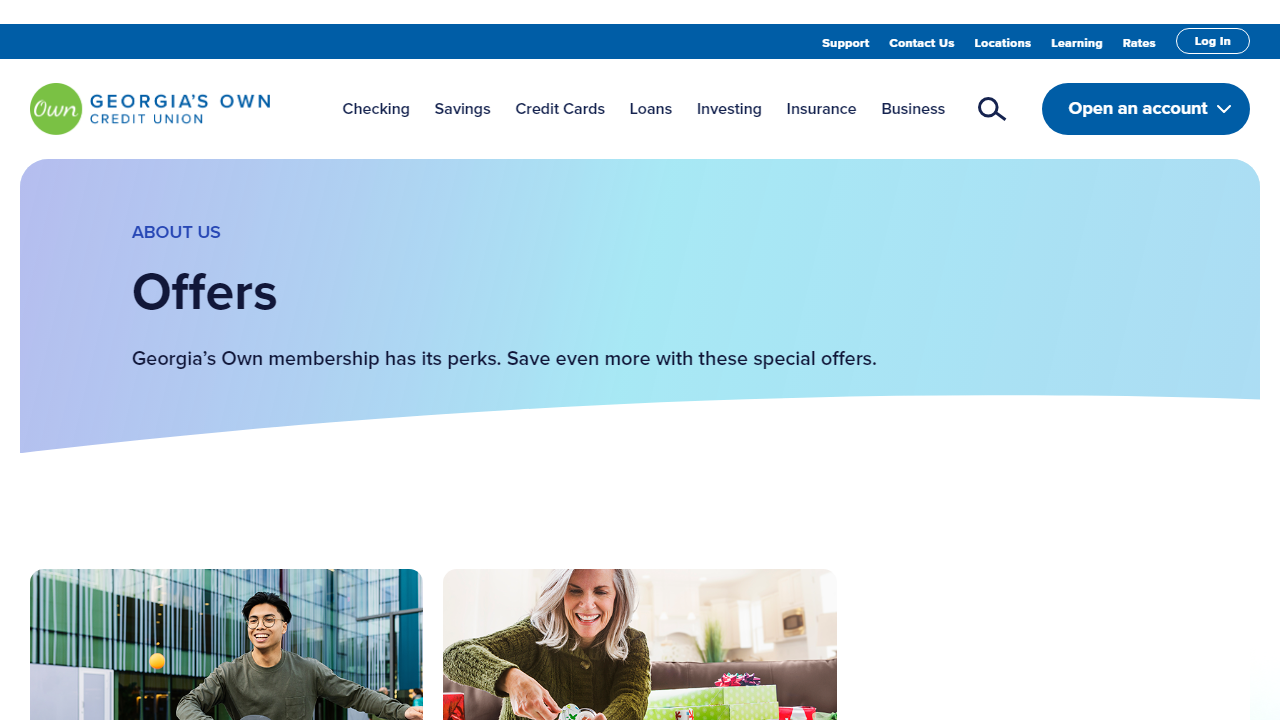 Support Contact Us Locations Learning Rates Log In
Own GEORGIA'S OWN
CREDIT UNION
Checking Savings Credit Cards Loans Investing Insurance Business Open an account
ABOUT US
Offers
Georgia’s Own membership has its perks. Save even more with these special offers.